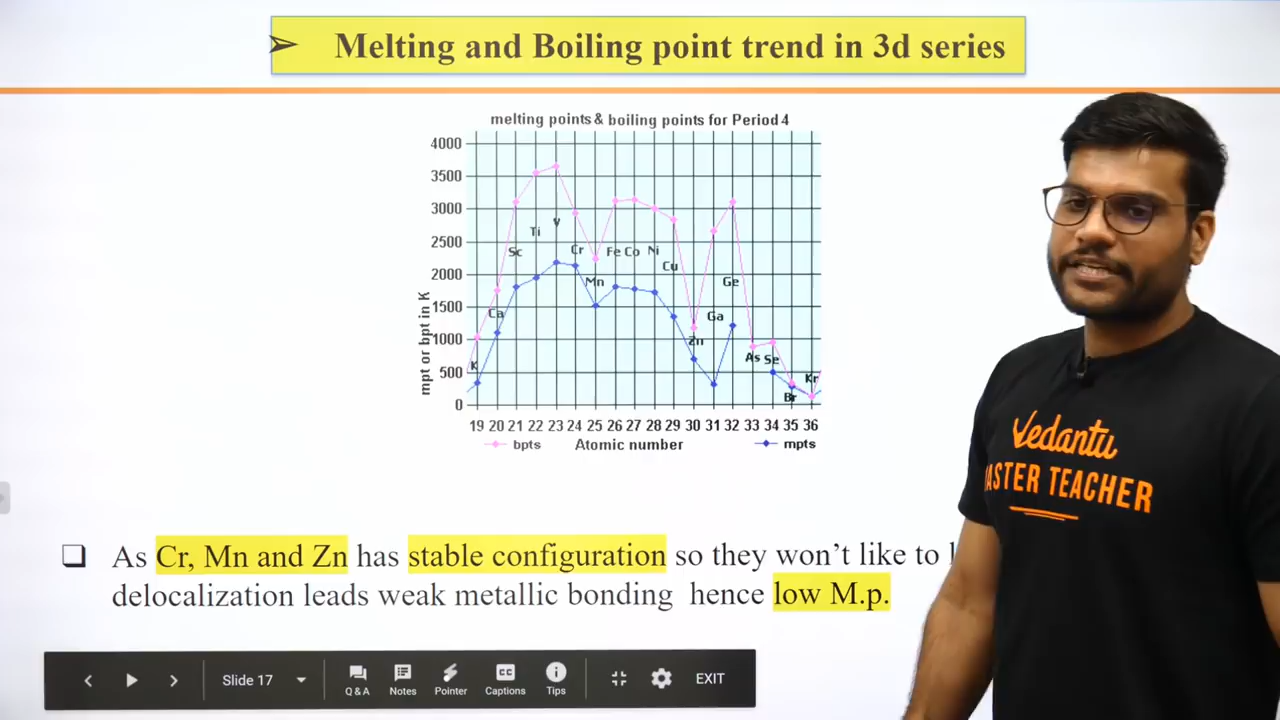 ➢ Melting and Boiling point trend in 3d series
melting points & boiling points for Period 4
4000
3500
3000
2500
2000
1500
1000
500
0
mpt or bpt in K
K
Ca
Sc
Ti
V
Cr
Mn
Fe Co Ni
Cu
Zn
Ga
Ge
As Se
Br
Kr
19 20 21 22 23 24 25 26 27 28 29 30 31 32 33 34 35 36
bpts Atomic number mpts
❑ As Cr, Mn and Zn has stable configuration so they won’t like to
delocalization leads weak metallic bonding hence low M.p.
Vedantu
MASTER TEACHER
Slide 17
Q & A Notes Pointer Captions Tips
CC
EXIT